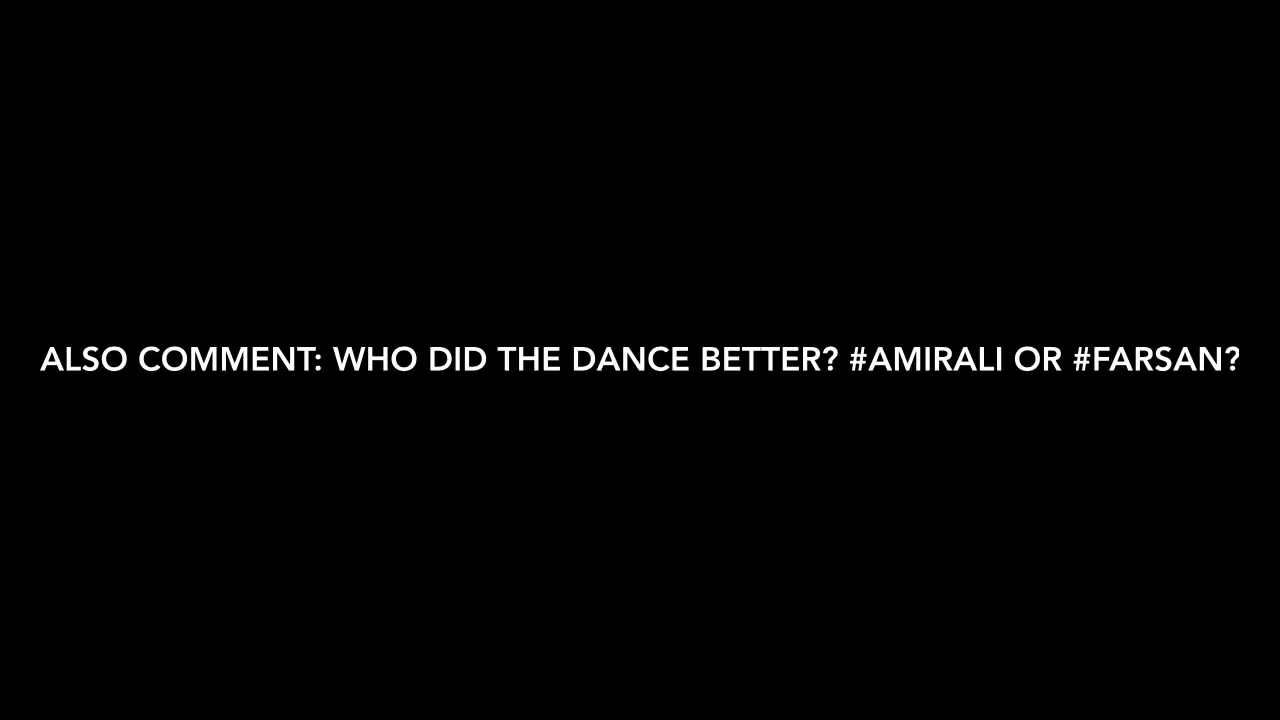 ALSO COMMENT: WHO DID THE DANCE BETTER? #AMIRALI OR #FARSAN?